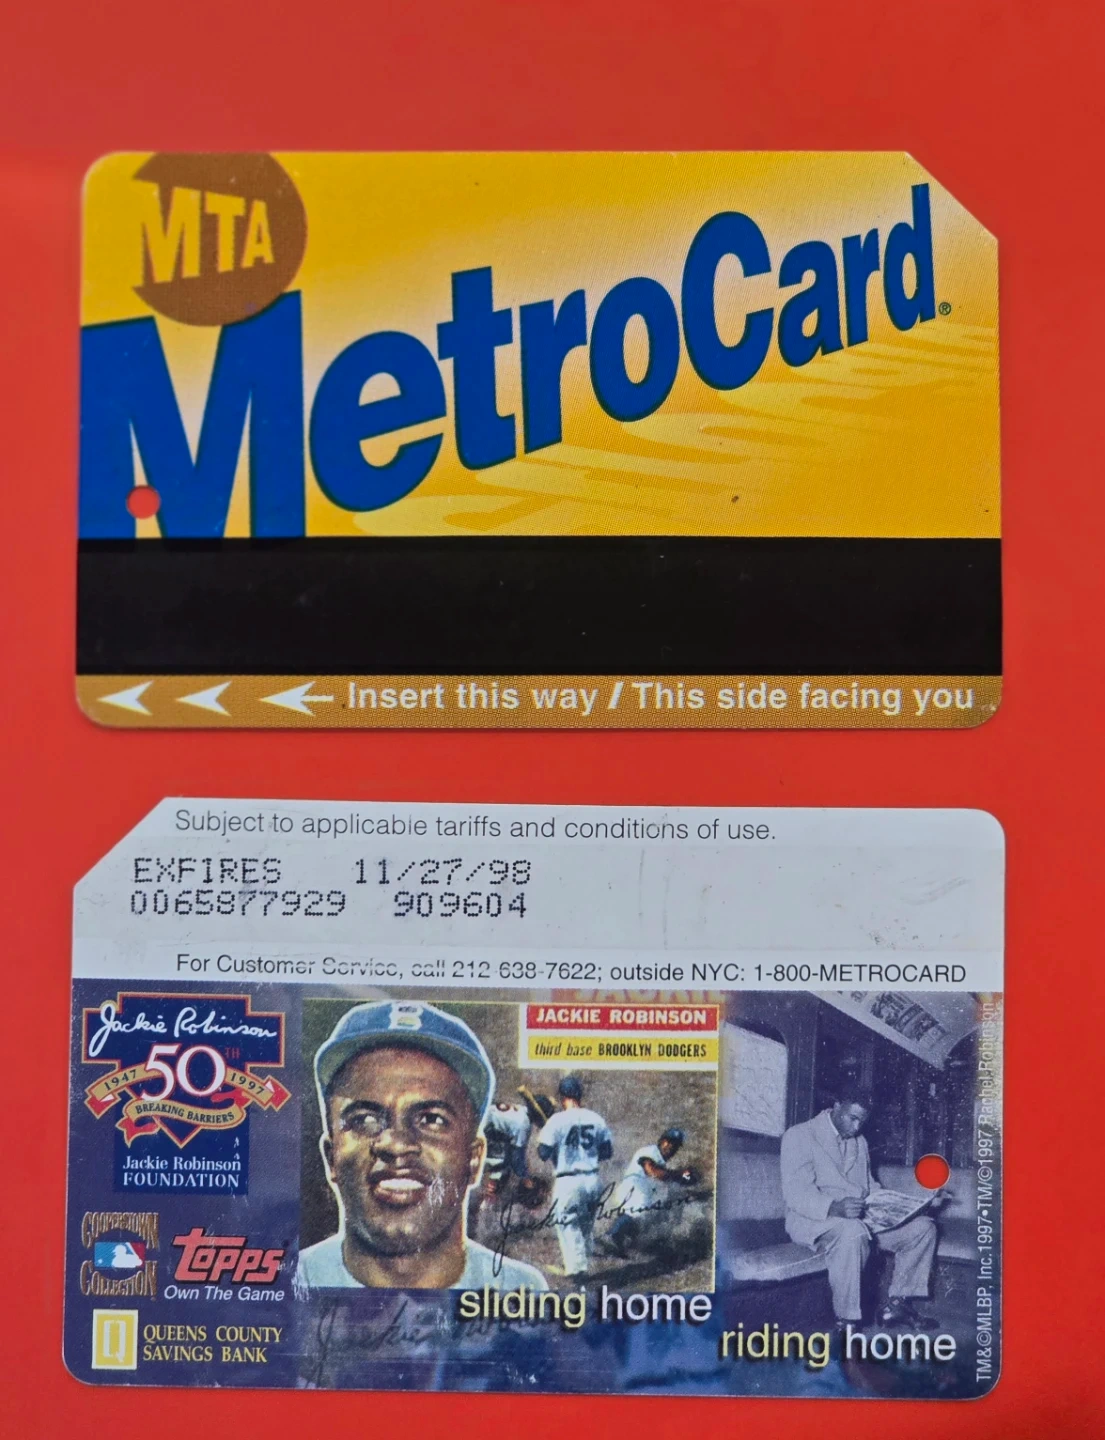 MTA
MetroCard®
Insert this way / This side facing you
Subject to applicable tariffs and conditions of use.
EXPIRES 11/27/98
0065877929 909604
For Customer Service, call 212-638-7622; outside NYC: 1-800-METROCARD
Jackie Robinson
50TH
1947 1997
BREAKING BARRIERS
Jackie Robinson
FOUNDATION
COOPERSTOWN
COLLECTION
TOPPS
Own The Game
Q
QUEENS COUNTY
SAVINGS BANK
B
JACKIE ROBINSON
third base BROOKLYN DODGERS
45
Jackie Robinson
sliding home
riding home
TM&©MLBP, Inc.1997•TM/©1997 Rachel Robinson